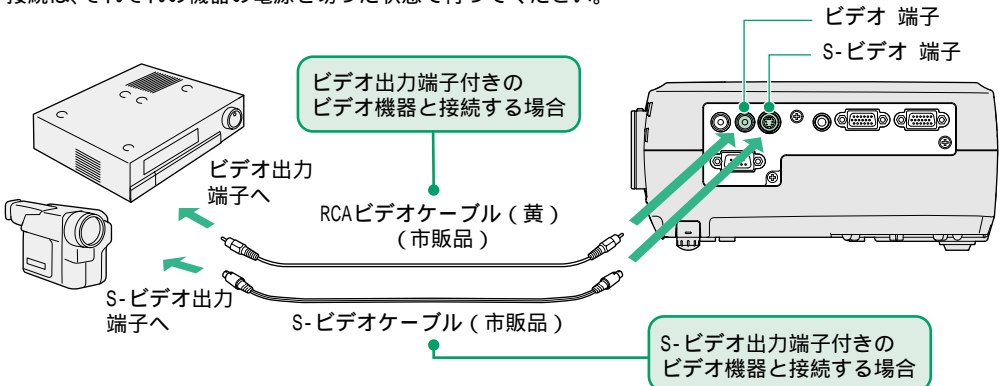 接続は、それぞれの機器の電源を切った状態で行ってください。
ビデオ 端子
S-ビデオ 端子
ビデオ出力端子付きの
ビデオ機器と接続する場合
ビデオ出力
端子へ
RCAビデオケーブル（黄）
（市販品）
S-ビデオ出力
端子へ
S-ビデオケーブル（市販品）
S-ビデオ出力端子付きの
ビデオ機器と接続する場合